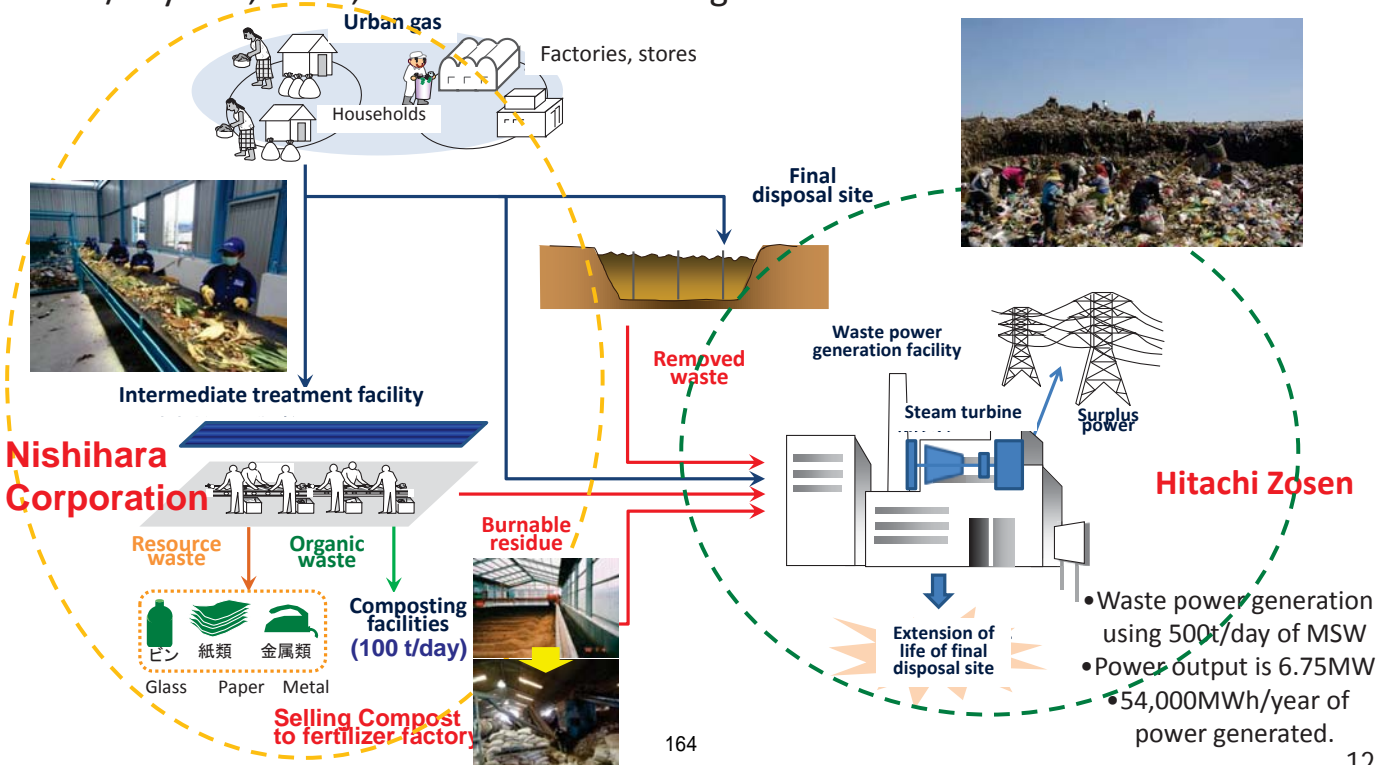 Urban gas
Factories, stores
Households
Final
disposal site
Waste power
generation facility
Removed
waste
Intermediate treatment facility
Steam turbine
Surplus
power
Nishihara
Corporation
Hitachi Zosen
Resource
waste
Organic
waste
Burnable
residue
ビン
紙類
金属類
Glass
Paper
Metal
Composting
facilities
(100 t/day)
Extension of
life of final
disposal site
•Waste power generation
using 500t/day of MSW
•Power output is 6.75MW
•54,000MWh/year of
power generated.
Selling Compost
to fertilizer factory
164
12